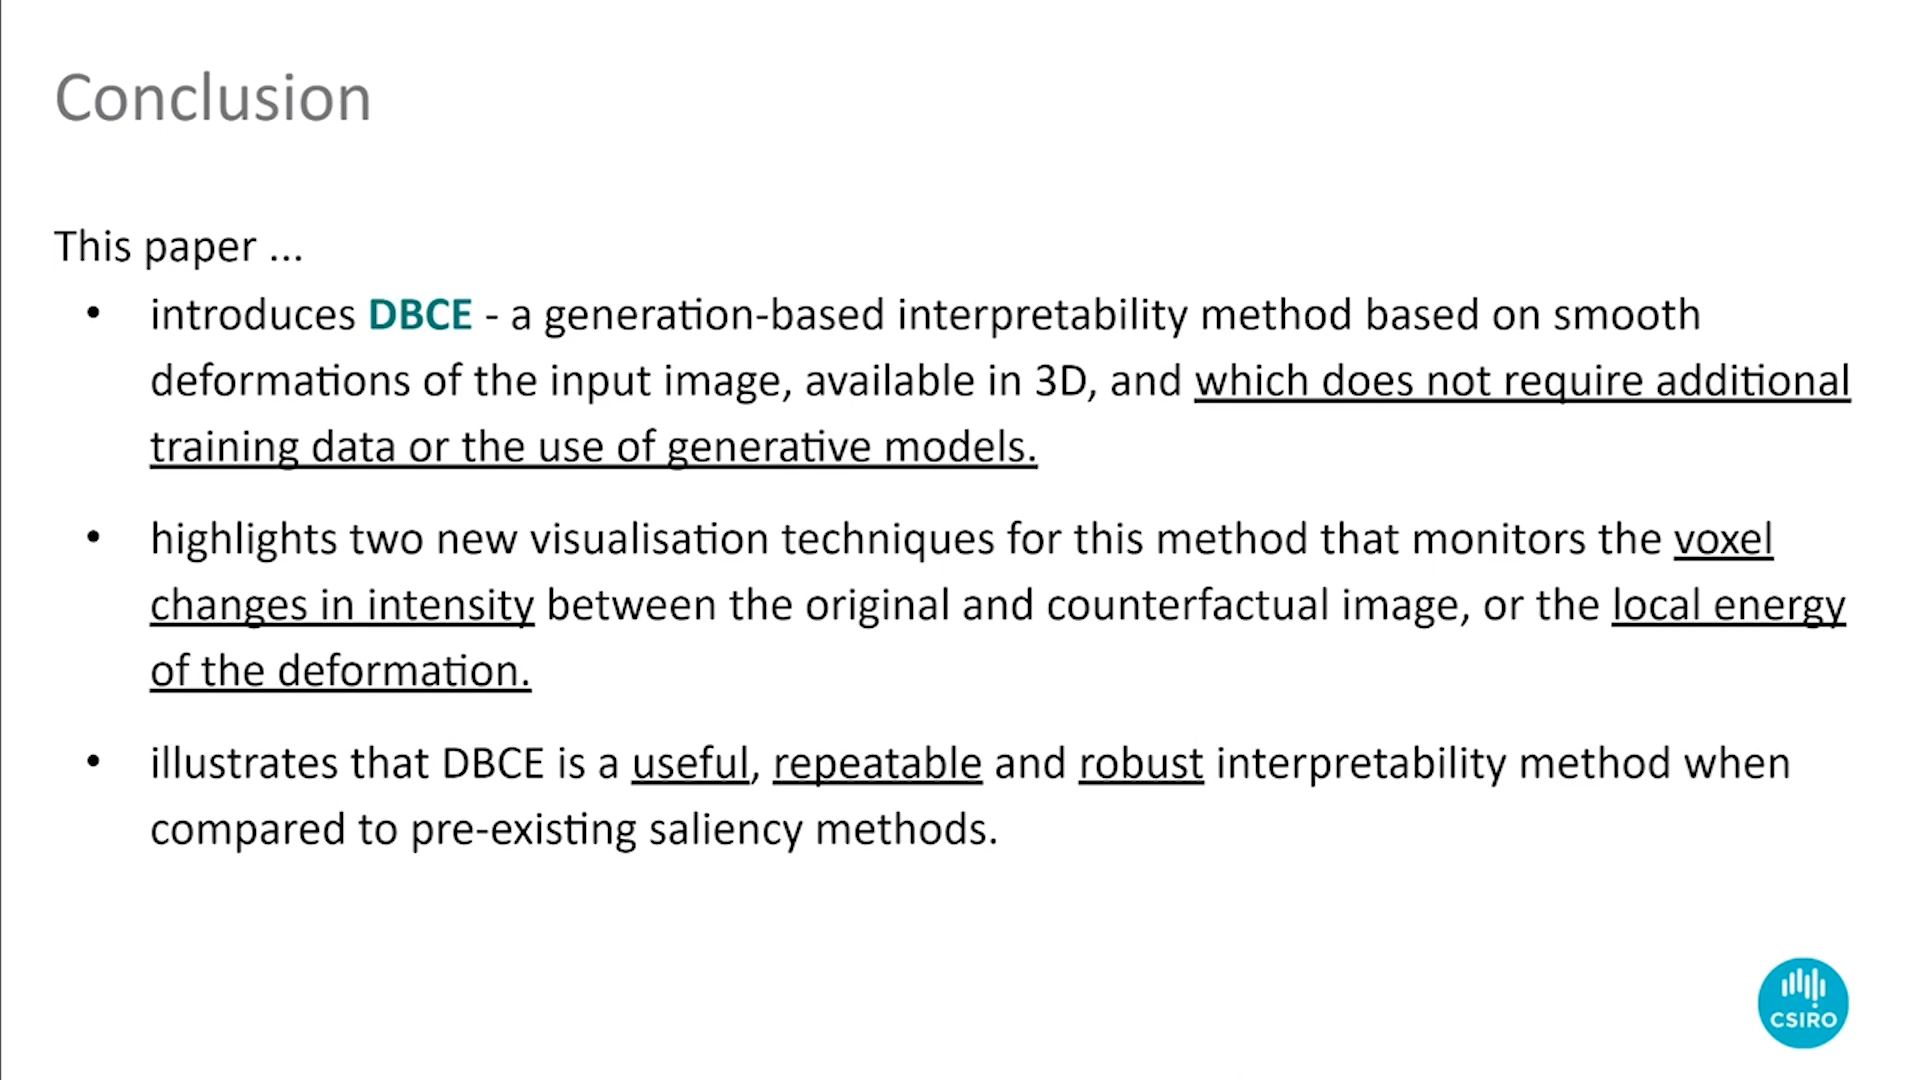 Conclusion
This paper ...
• introduces DBCE - a generation-based interpretability method based on smooth
deformations of the input image, available in 3D, and which does not require additional
training data or the use of generative models.
• highlights two new visualisation techniques for this method that monitors the voxel
changes in intensity between the original and counterfactual image, or the local energy
of the deformation.
• illustrates that DBCE is a useful, repeatable and robust interpretability method when
compared to pre-existing saliency methods.
CSIRO